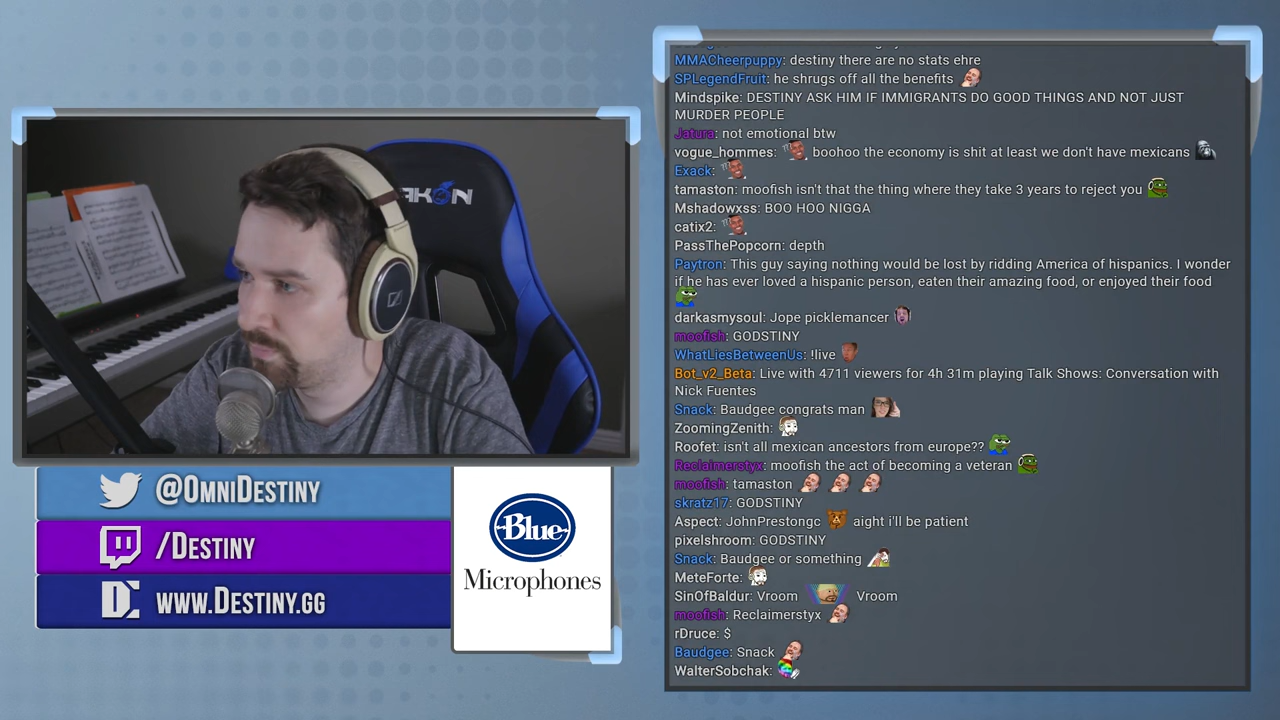 MMACheerpuppy: destiny there are no stats ehre
SPLegendFruit: he shrugs off all the benefits
Mindspike: DESTINY ASK HIM IF IMMIGRANTS DO GOOD THINGS AND NOT JUST
MURDER PEOPLE
Jatura: not emotional btw
vogue_hommes: boohoo the economy is shit at least we don't have mexicans
Exack:
tamaston: moofish isn't that the thing where they take 3 years to reject you
Mshadowxss: BOO HOO NIGGA
catix2:
PassThePopcorn: depth
Paytron: This guy saying nothing would be lost by ridding America of hispanics. I wonder
if he has ever loved a hispanic person, eaten their amazing food, or enjoyed their food
darkasmysoul: Jope picklemancer
moofish: GODSTINY
WhatLiesBetweenUs: !live
Bot_v2_Beta: Live with 4711 viewers for 4h 31m playing Talk Shows: Conversation with
Nick Fuentes
Snack: Baudgee congrats man
ZoomingZenith:
Roofet: isn't all mexican ancestors from europe??
Reclaimerstyx: moofish the act of becoming a veteran
moofish: tamaston
skratz17: GODSTINY
Aspect: JohnPrestongc aight i'll be patient
pixelshroom: GODSTINY
Snack: Baudgee or something
MeteForte:
SinOfBaldur: Vroom Vroom
moofish: Reclaimerstyx
rDruce: $
Baudgee: Snack
WalterSobchak:
@OmniDestiny
/Destiny
www.Destiny.gg
Blue
Microphones